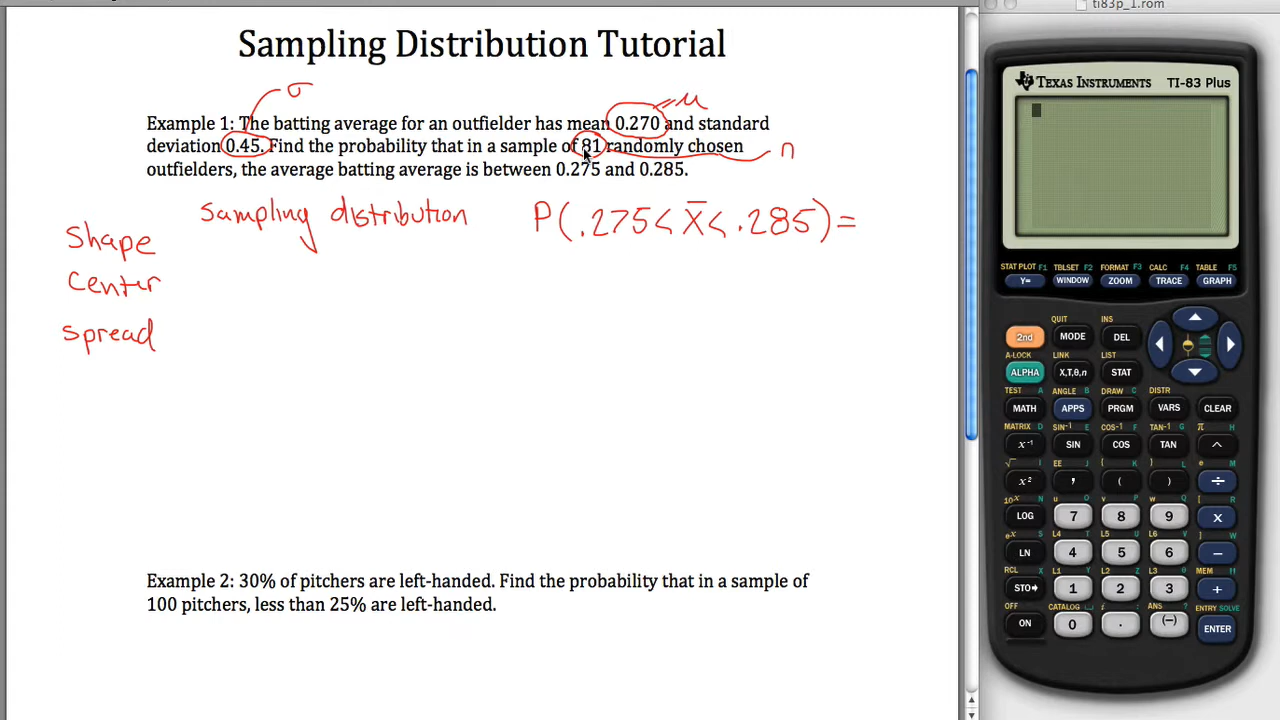 ti83p_1.rom
Sampling Distribution Tutorial
σ
= μ
Example 1: The batting average for an outfielder has mean 0.270 and standard
deviation 0.45. Find the probability that in a sample of 81 randomly chosen
n
outfielders, the average batting average is between 0.275 and 0.285.
Sampling distribution
P(.275< X̄ < .285)=
Shape
Center
Spread
Example 2: 30% of pitchers are left-handed. Find the probability that in a sample of
100 pitchers, less than 25% are left-handed.
TEXAS INSTRUMENTS TI-83 Plus
STAT PLOT F1 TBLSET F2 FORMAT F3 CALC F4 TABLE F5
Y= WINDOW ZOOM TRACE GRAPH
QUIT INS
2nd MODE DEL
A-LOCK LINK LIST
ALPHA X,T,θ,n STAT
TEST A ANGLE B DRAW C DISTR
MATH APPS PRGM VARS CLEAR
MATRIX D SIN⁻¹ E COS⁻¹ F TAN⁻¹ G π H
x⁻¹ SIN COS TAN ^
√ I EE J { K } L e M
x² , ( ) ÷
10ˣ N u O v P w Q [ R
LOG 7 8 9 x
eˣ S L4 T L5 U L6 V ] W
LN 4 5 6 −
RCL X L1 Y L2 Z L3 θ MEM "
STO➔ 1 2 3 +
OFF CATALOG i : ANS ? ENTRY SOLVE
ON 0 . (−) ENTER